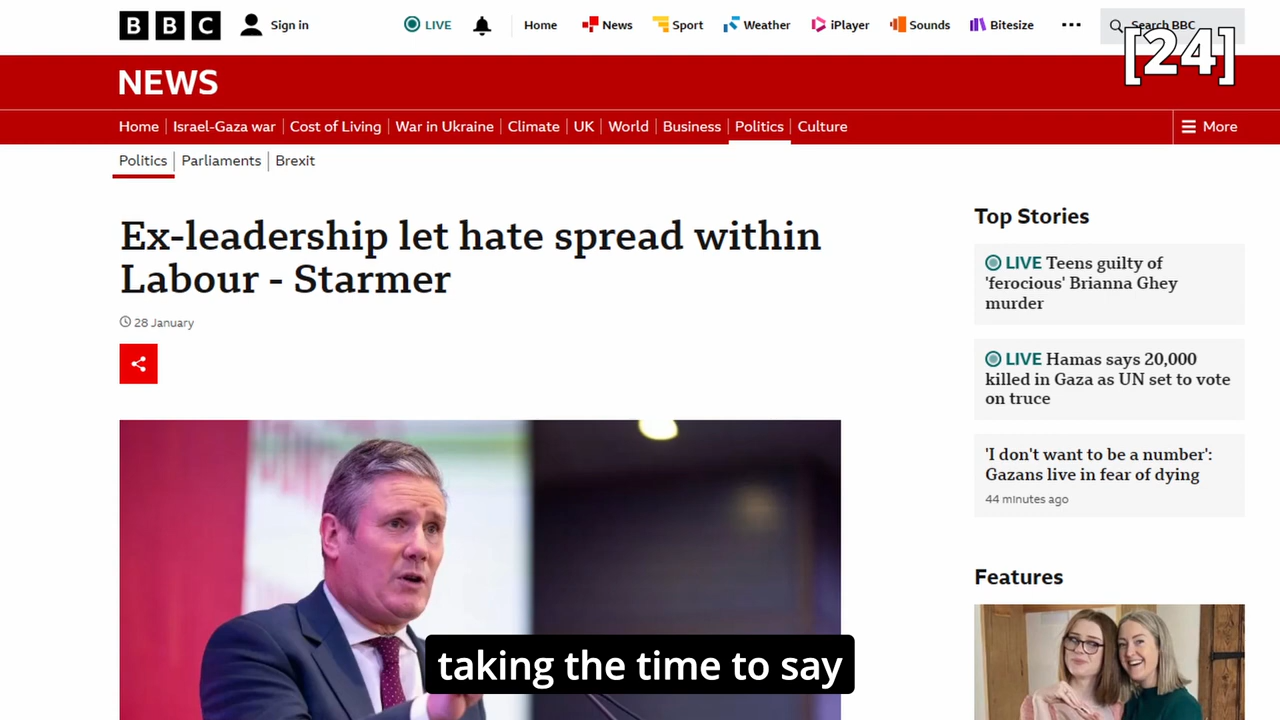 BBC
Sign in
LIVE
Home
News
Sport
Weather
iPlayer
Sounds
Bitesize
Search BBC
[24]
NEWS
Home
Israel-Gaza war
Cost of Living
War in Ukraine
Climate
UK
World
Business
Politics
Culture
More
Politics
Parliaments
Brexit
Ex-leadership let hate spread within
Labour - Starmer
28 January
Top Stories
LIVE Teens guilty of
'ferocious' Brianna Ghey
murder
LIVE Hamas says 20,000
killed in Gaza as UN set to vote
on truce
'I don't want to be a number':
Gazans live in fear of dying
44 minutes ago
Features
taking the time to say